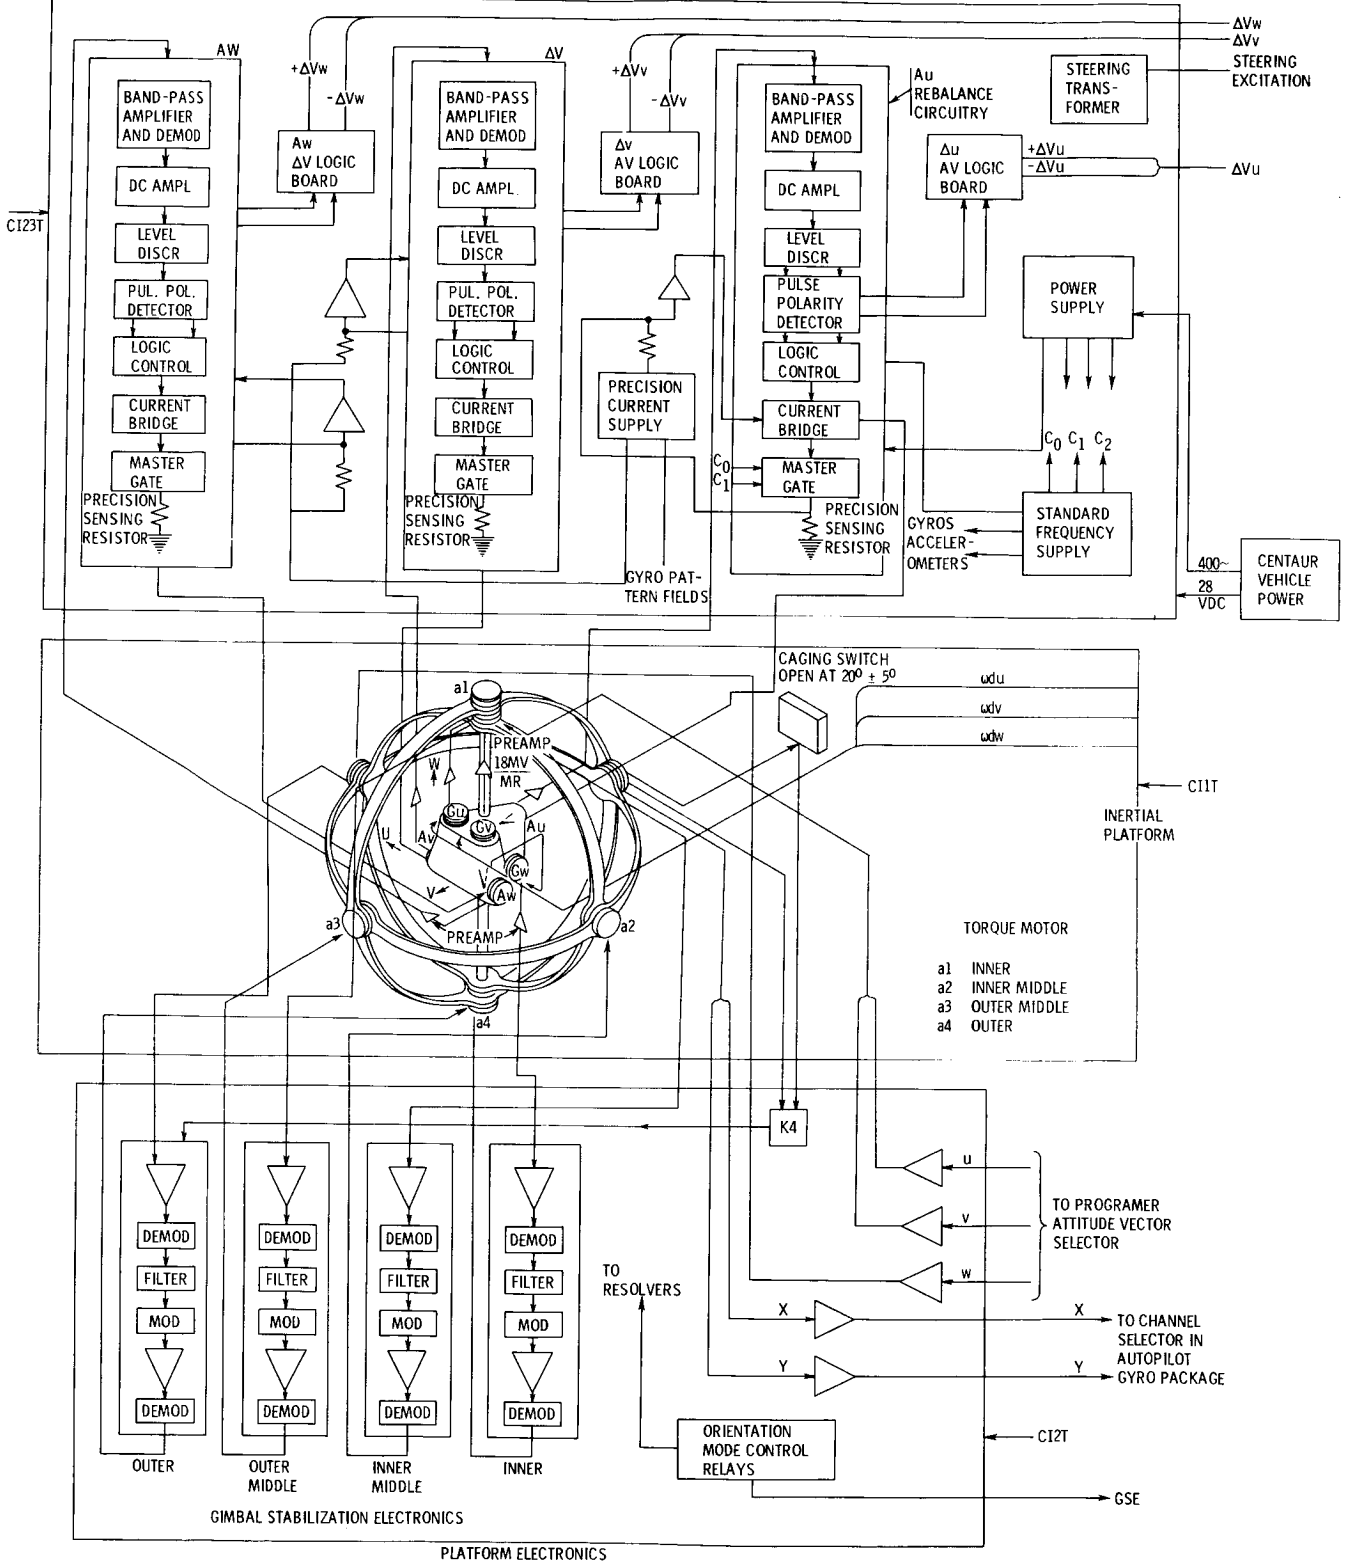 ΔVw
ΔVv
STEERING
EXCITATION
AW
+ΔVw
-ΔVw
ΔV
+ΔVv
-ΔVv
Au
REBALANCE
CIRCUITRY
STEERING
TRANS-
FORMER
BAND-PASS
AMPLIFIER
AND DEMOD
Aw
ΔV LOGIC
BOARD
BAND-PASS
AMPLIFIER
AND DEMOD
Δv
AV LOGIC
BOARD
BAND-PASS
AMPLIFIER
AND DEMOD
Δu
AV LOGIC
BOARD
+ΔVu
-ΔVu
ΔVu
DC AMPL
DC AMPL.
DC AMPL
CI23T
LEVEL
DISCR
LEVEL
DISCR
LEVEL
DISCR
PUL. POL.
DETECTOR
PUL. POL.
DETECTOR
PULSE
POLARITY
DETECTOR
POWER
SUPPLY
LOGIC
CONTROL
LOGIC
CONTROL
LOGIC
CONTROL
PRECISION
CURRENT
SUPPLY
CURRENT
BRIDGE
CURRENT
BRIDGE
CURRENT
BRIDGE
C0 C1 C2
MASTER
GATE
MASTER
GATE
C0
C1
MASTER
GATE
PRECISION
SENSING
RESISTOR
PRECISION
SENSING
RESISTOR
PRECISION
SENSING
RESISTOR
GYROS
ACCELER-
OMETERS
STANDARD
FREQUENCY
SUPPLY
GYRO PAT-
TERN FIELDS
400~
28
VDC
CENTAUR
VEHICLE
POWER
CAGING SWITCH
OPEN AT 20⁰ ± 5⁰
ωdu
ωdv
ωdw
a1
PREAMP
18MV
MR
W
Gu
Gv
Au
Av
U
Gw
V
Aw
a3
PREAMP
a2
a4
CI1T
INERTIAL
PLATFORM
TORQUE MOTOR
a1 INNER
a2 INNER MIDDLE
a3 OUTER MIDDLE
a4 OUTER
K4
u
v
w
TO PROGRAMER
ATTITUDE VECTOR
SELECTOR
DEMOD
FILTER
MOD
DEMOD
OUTER
DEMOD
FILTER
MOD
DEMOD
OUTER
MIDDLE
DEMOD
FILTER
MOD
DEMOD
INNER
MIDDLE
DEMOD
FILTER
MOD
DEMOD
INNER
TO
RESOLVERS
X
X
Y
Y
TO CHANNEL
SELECTOR IN
AUTOPILOT
GYRO PACKAGE
ORIENTATION
MODE CONTROL
RELAYS
CI2T
GSE
GIMBAL STABILIZATION ELECTRONICS
PLATFORM ELECTRONICS